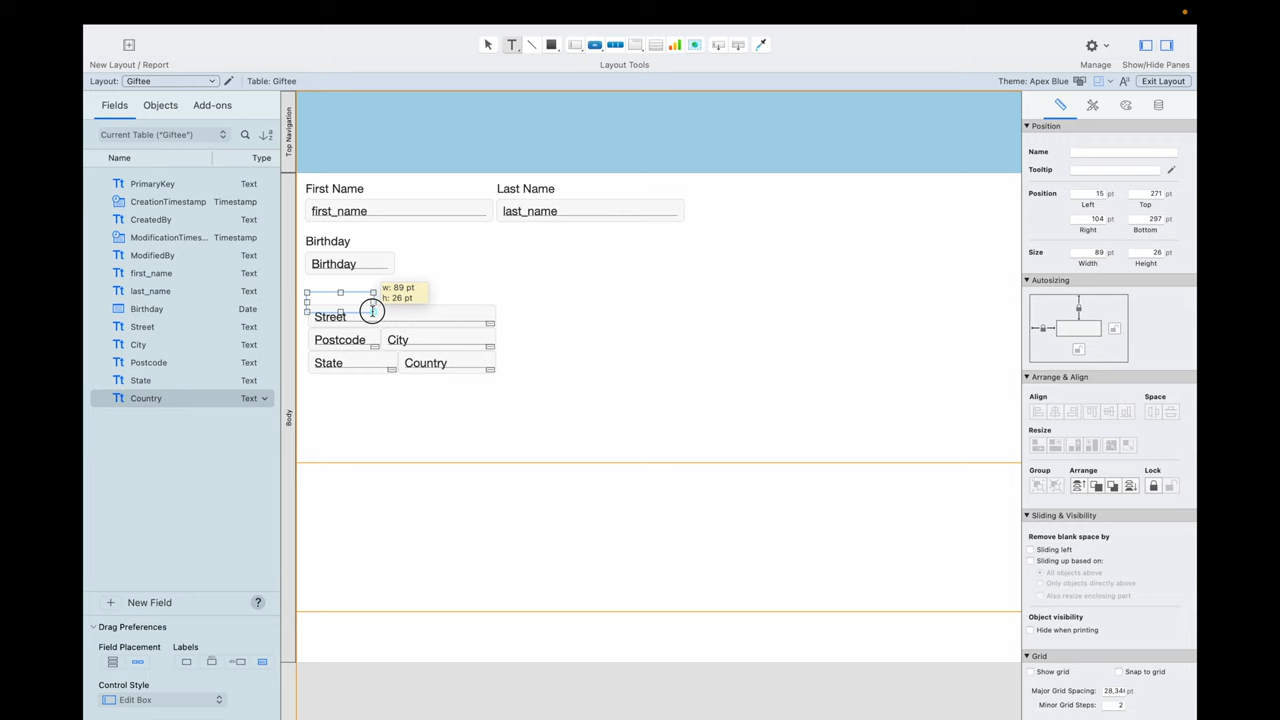 New Layout / Report
Layout Tools
Manage
Show/Hide Panes
Layout: Giftee
Table: Giftee
Theme: Apex Blue
Aª
Exit Layout
Fields
Objects
Add-ons
Current Table ("Giftee")
Name
Type
PrimaryKey
Text
CreationTimestamp
Timestamp
CreatedBy
Text
ModificationTimes...
Timestamp
ModifiedBy
Text
first_name
Text
last_name
Text
Birthday
Date
Street
Text
City
Text
Postcode
Text
State
Text
Country
Text
New Field
?
Drag Preferences
Field Placement
Labels
Control Style
Edit Box
Top Navigation
Body
First Name
Last Name
first_name
last_name
Birthday
Birthday
w: 89 pt
h: 26 pt
Street
Postcode
City
State
Country
Position
Name
Tooltip
Position
15 pt
271 pt
Left
Top
104 pt
297 pt
Right
Bottom
Size
89 pt
26 pt
Width
Height
Autosizing
Arrange & Align
Align
Space
Resize
Group
Arrange
Lock
Sliding & Visibility
Remove blank space by
Sliding left
Sliding up based on:
All objects above
Only objects directly above
Also resize enclosing part
Object visibility
Hide when printing
Grid
Show grid
Snap to grid
Major Grid Spacing: 28,346 pt
Minor Grid Steps: 2